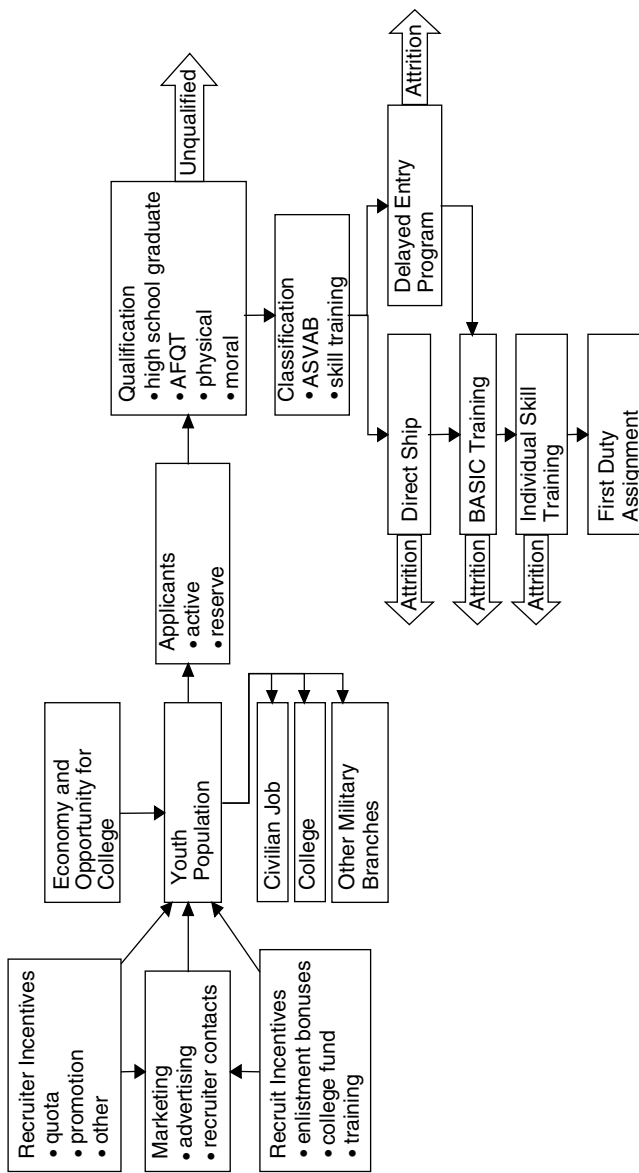 Recruiter Incentives
• quota
• promotion
• other
Marketing
• advertising
• recruiter contacts
Recruit Incentives
• enlistment bonuses
• college fund
• training
Economy and
Opportunity for
College
Youth
Population
Civilian Job
College
Other Military
Branches
Applicants
• active
• reserve
Qualification
• high school graduate
• AFQT
• physical
• moral
Unqualified
Classification
• ASVAB
• skill training
Direct Ship
Attrition
Delayed Entry
Program
Attrition
BASIC Training
Attrition
Individual Skill
Training
Attrition
First Duty
Assignment